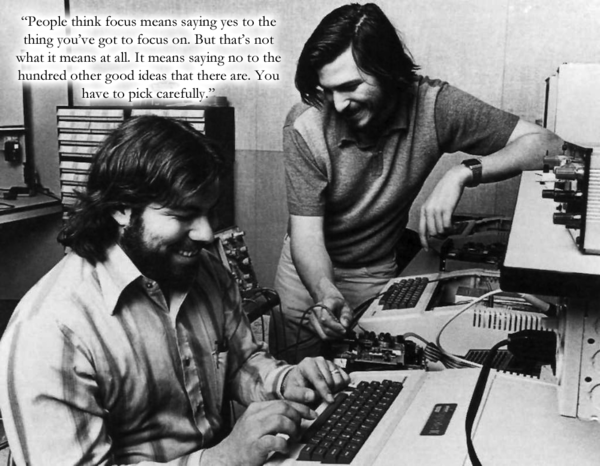 “People think focus means saying yes to the
thing you’ve got to focus on. But that’s not
what it means at all. It means saying no to the
hundred other good ideas that there are. You
have to pick carefully.”